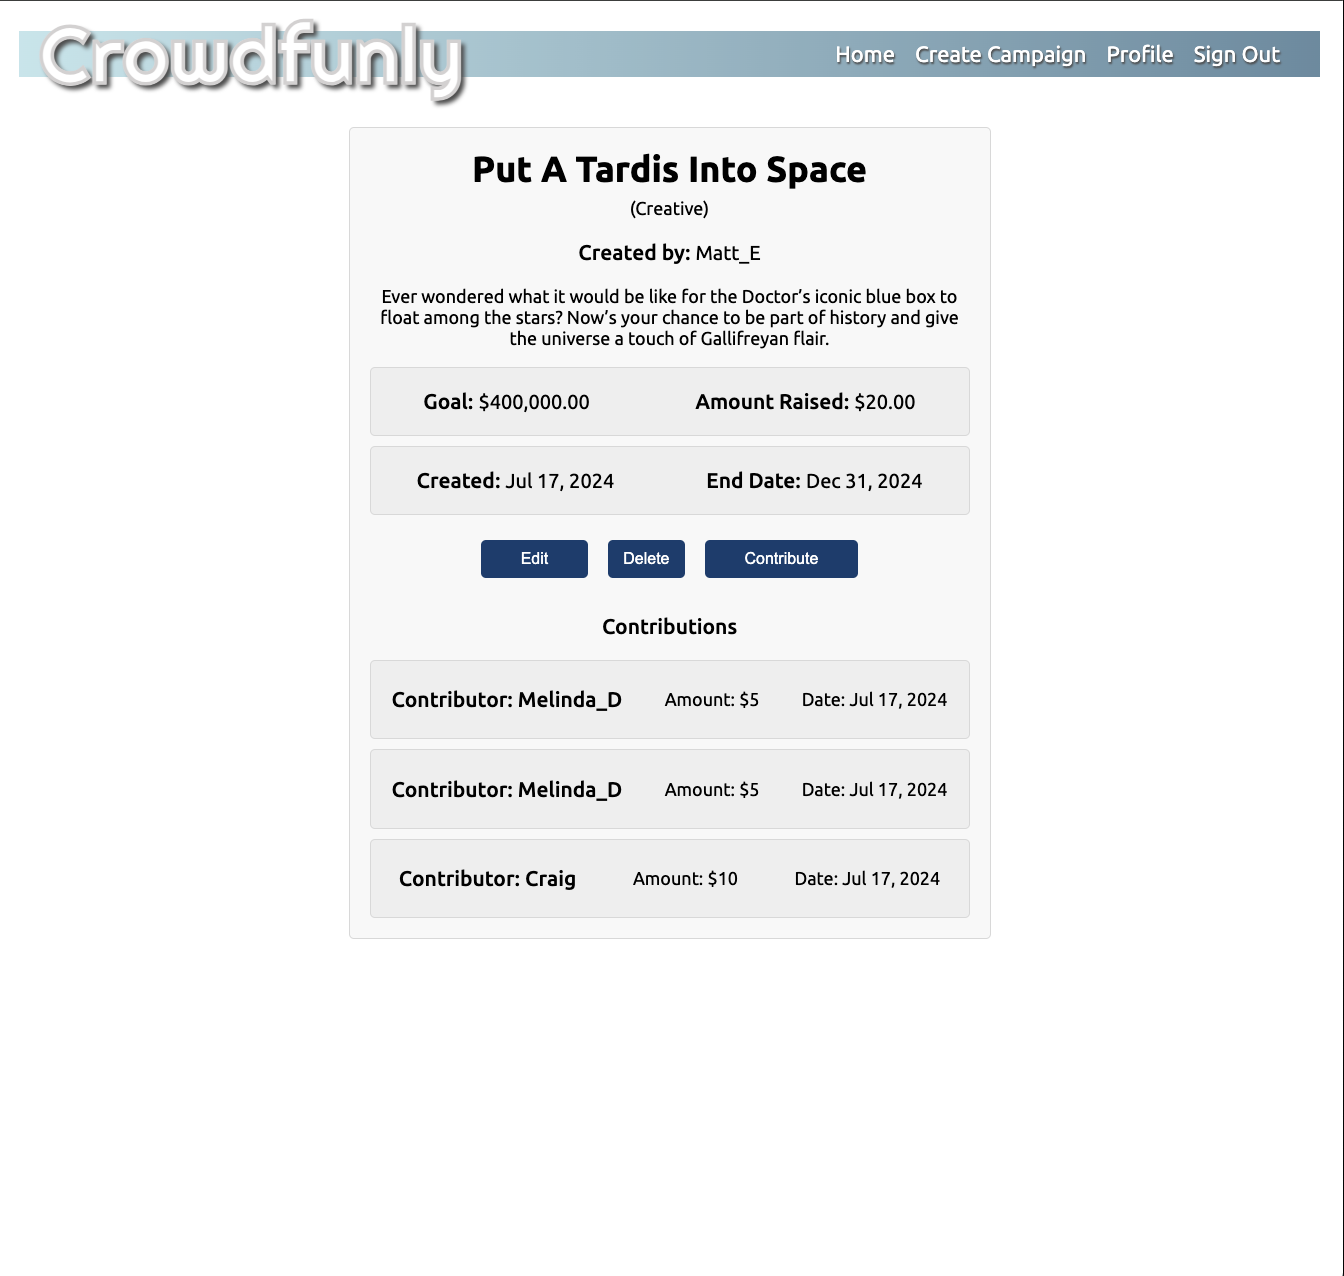 Crowdfunly
Home Create Campaign Profile Sign Out
Put A Tardis Into Space
(Creative)
Created by: Matt_E
Ever wondered what it would be like for the Doctor’s iconic blue box to
float among the stars? Now’s your chance to be part of history and give
the universe a touch of Gallifreyan flair.
Goal: $400,000.00 Amount Raised: $20.00
Created: Jul 17, 2024 End Date: Dec 31, 2024
Edit Delete Contribute
Contributions
Contributor: Melinda_D Amount: $5 Date: Jul 17, 2024
Contributor: Melinda_D Amount: $5 Date: Jul 17, 2024
Contributor: Craig Amount: $10 Date: Jul 17, 2024